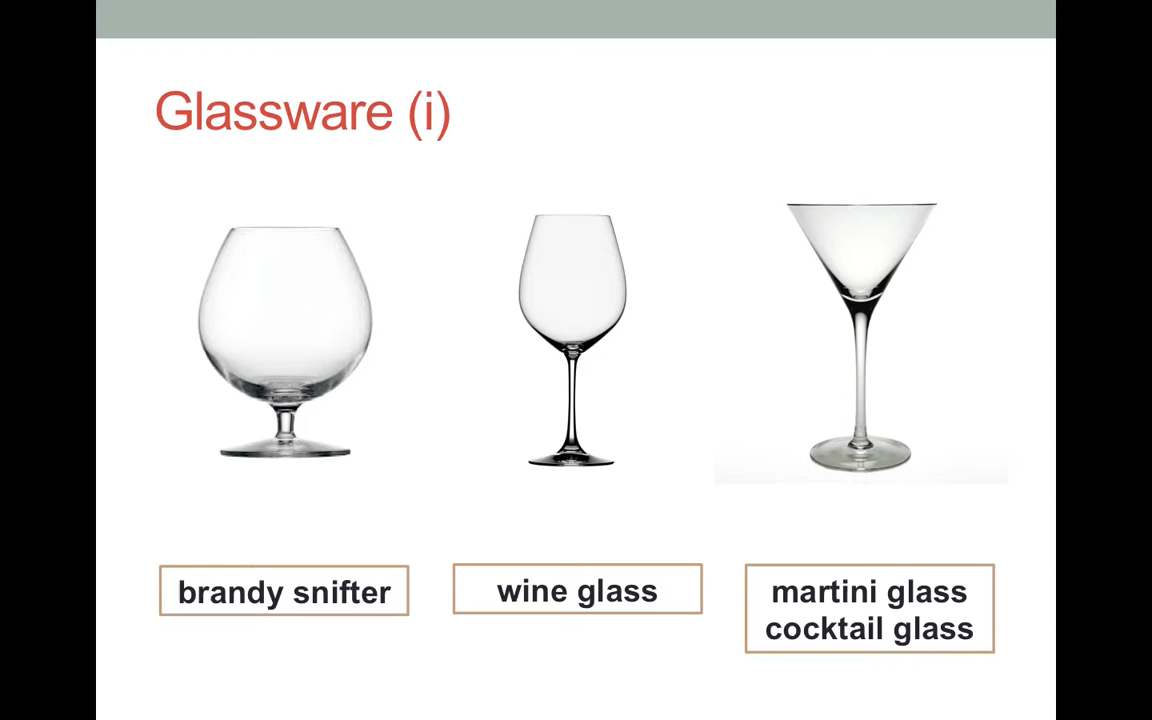 Glassware (i)
brandy snifter
wine glass
martini glass
cocktail glass